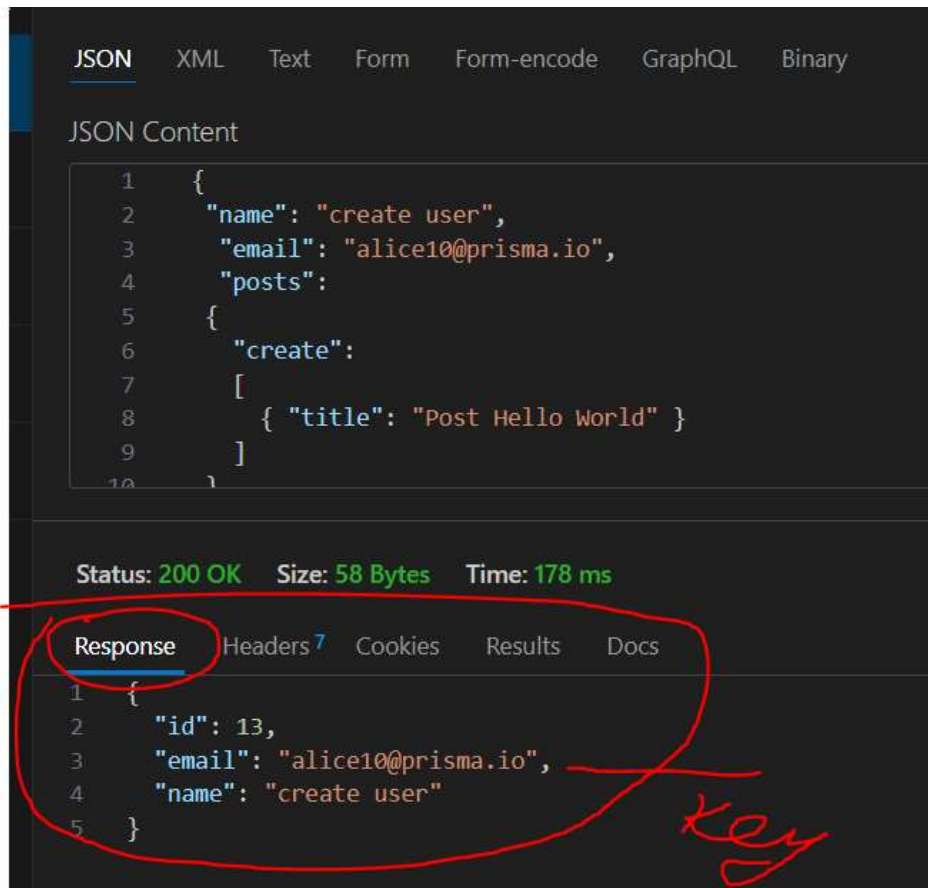 JSON XML Text Form Form-encode GraphQL Binary
JSON Content
1 {
2 "name": "create user",
3 "email": "alice10@prisma.io",
4 "posts":
5 {
6 "create":
7 [
8 { "title": "Post Hello World" }
9 ]
10 }
Status: 200 OK Size: 58 Bytes Time: 178 ms
Response Headers 7 Cookies Results Docs
1 {
2 "id": 13,
3 "email": "alice10@prisma.io",
4 "name": "create user"
5 }
Key